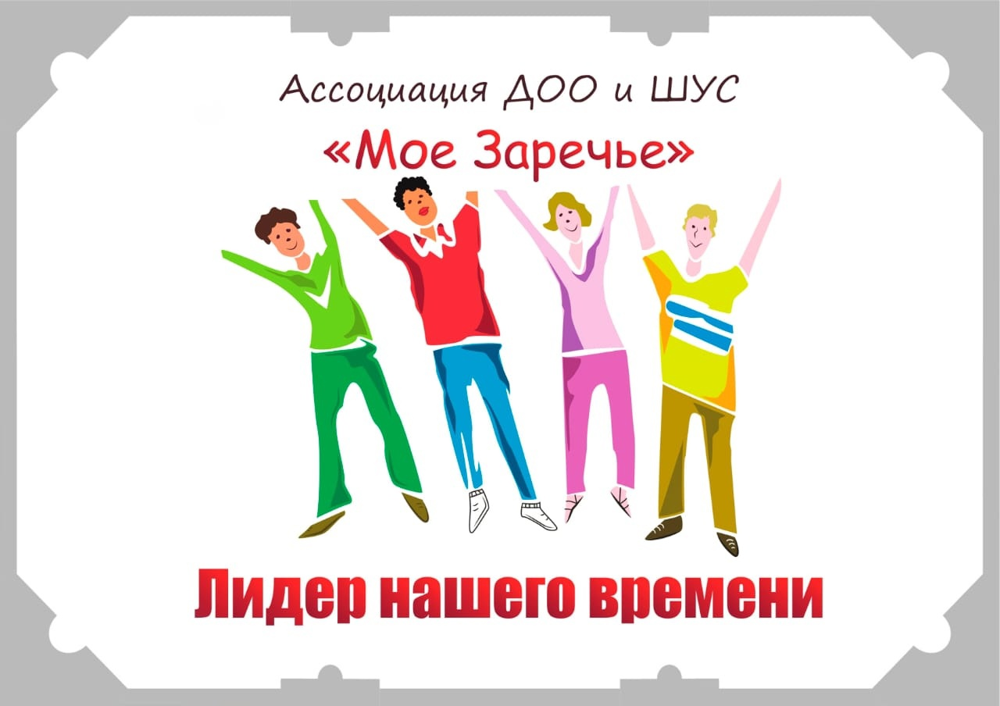 Ассоциация ДОО и ШУС
«Мое Заречье»
Лидер нашего времени